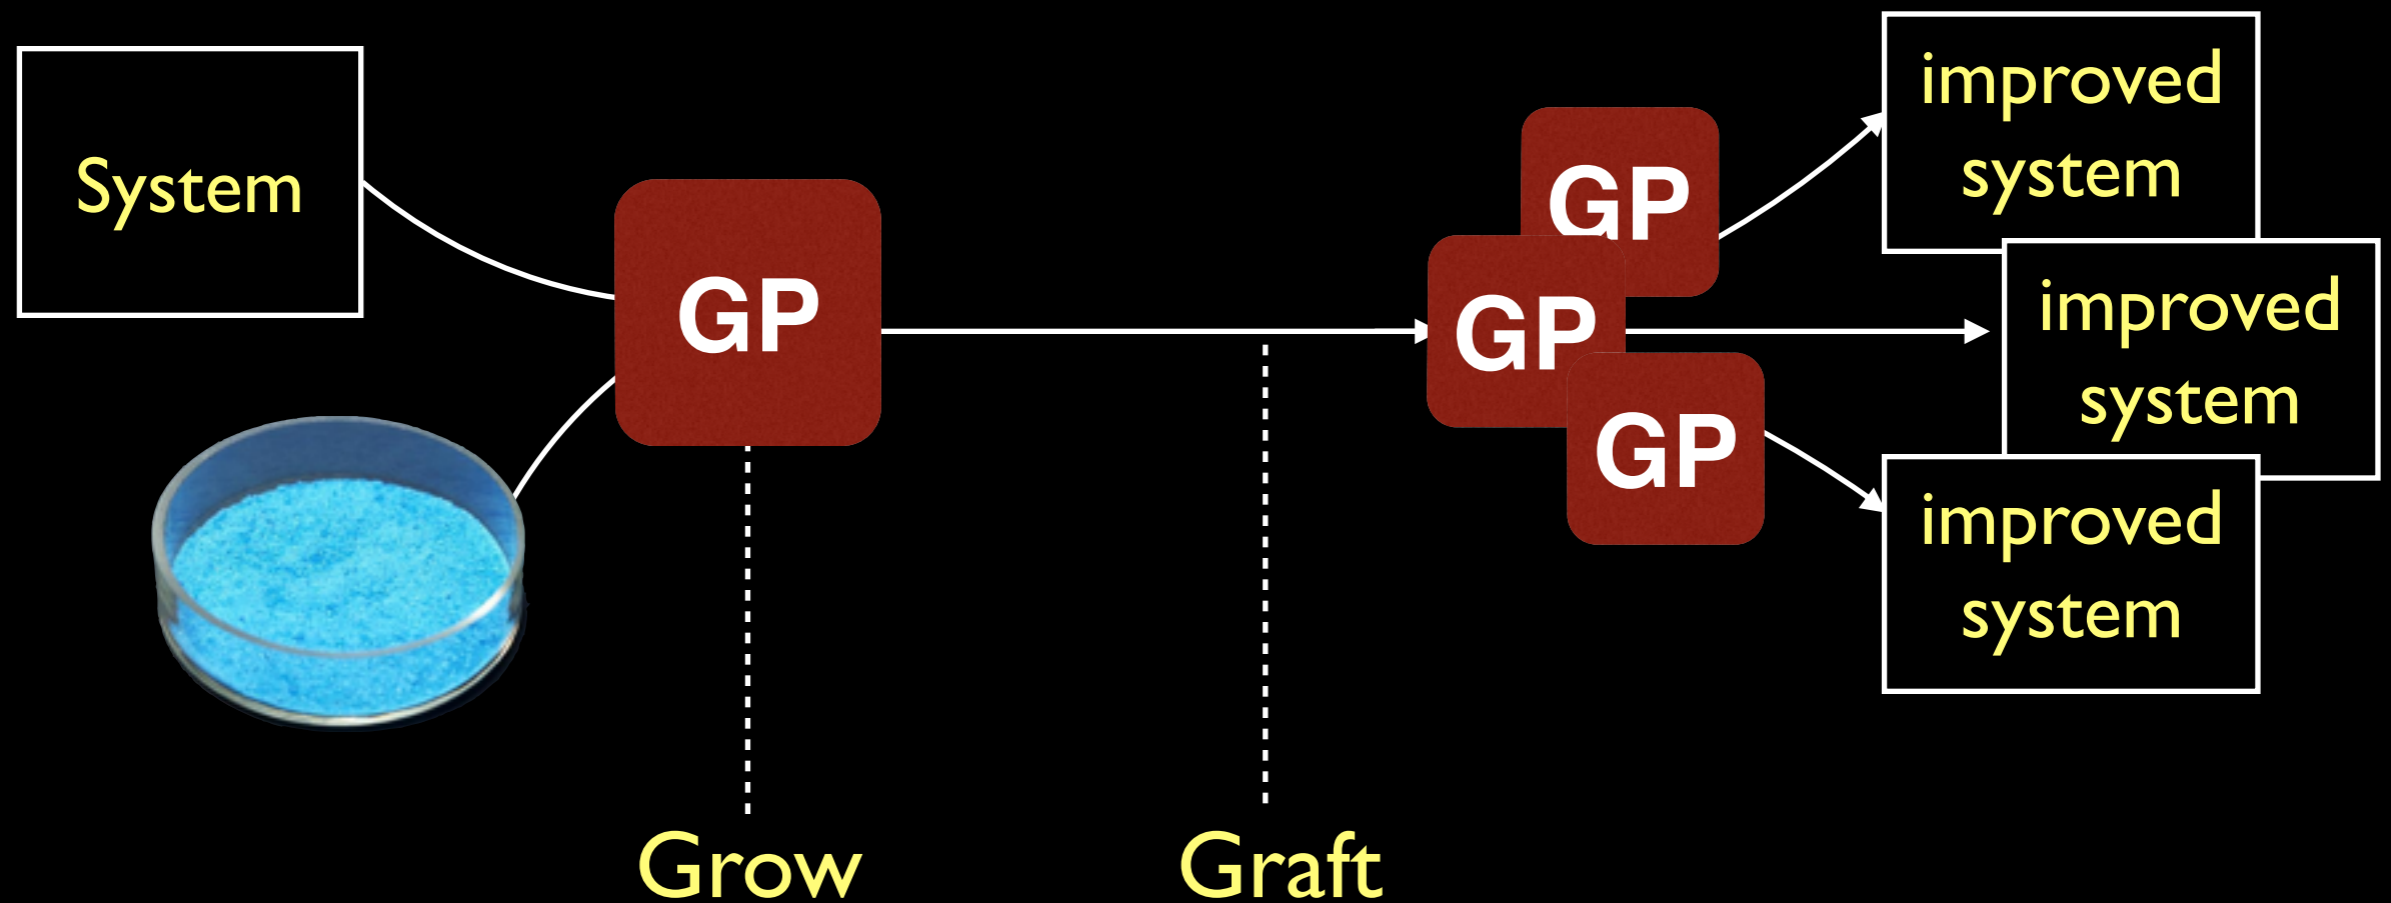 System
GP
Grow
Graft
GP
GP
GP
improved
system
improved
system
improved
system